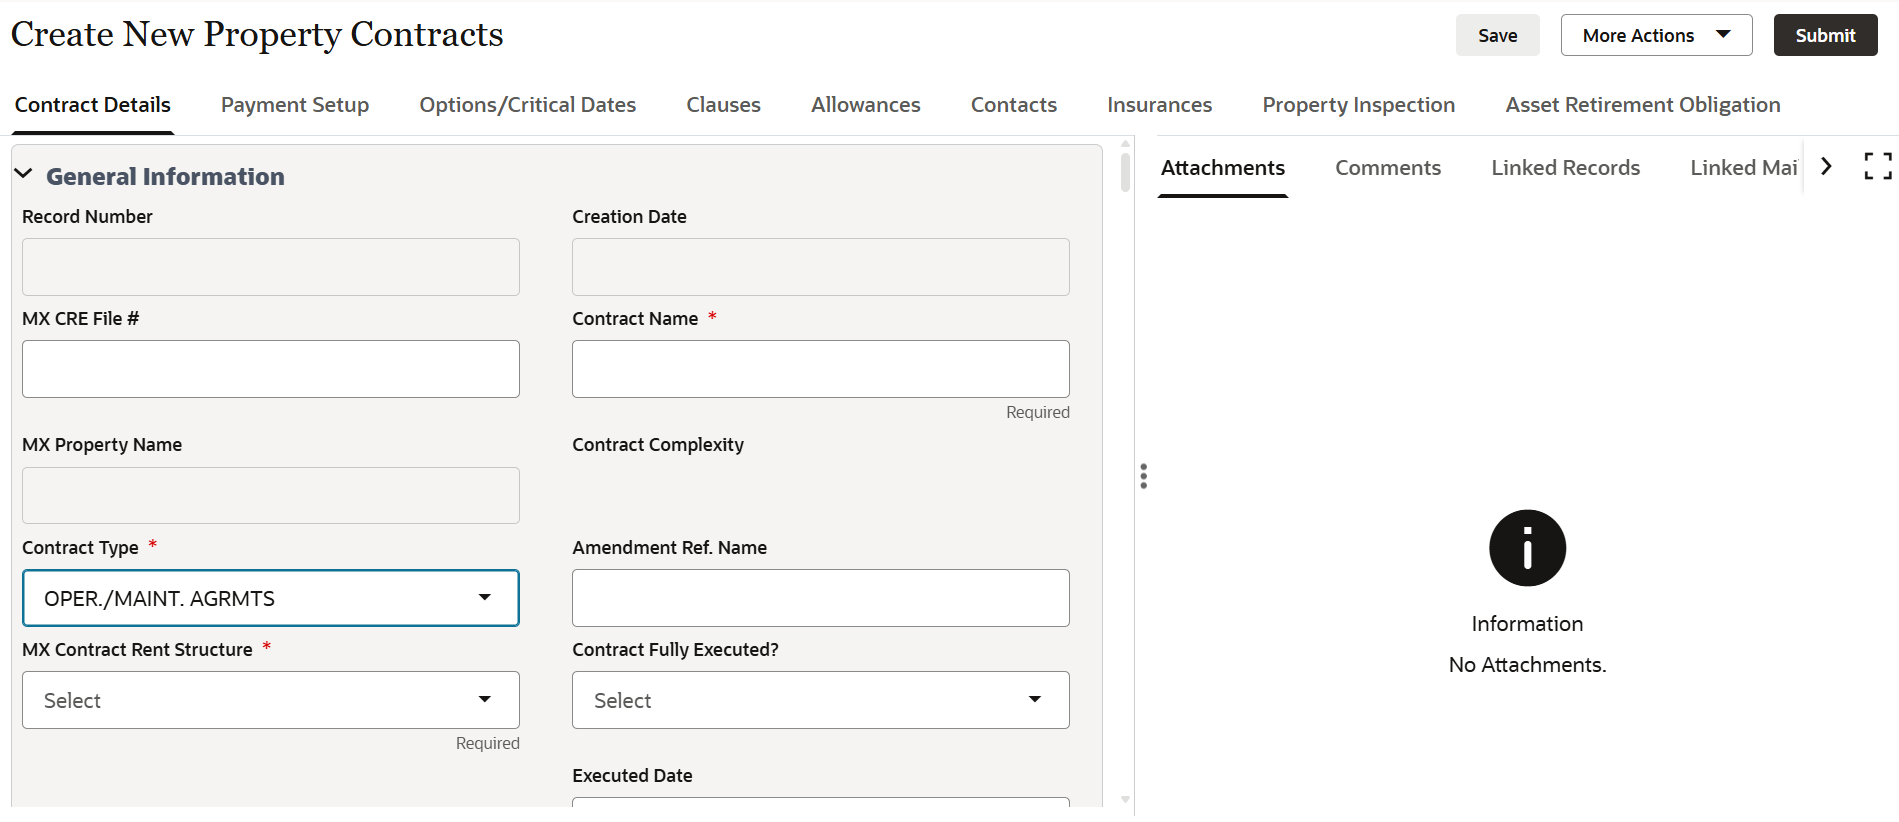 Create New Property Contracts
Save
More Actions
Submit
Contract Details
Payment Setup
Options/Critical Dates
Clauses
Allowances
Contacts
Insurances
Property Inspection
Asset Retirement Obligation
General Information
Record Number
Creation Date
MX CRE File #
Contract Name *
Required
MX Property Name
Contract Complexity
Contract Type *
OPER./MAINT. AGRMTS
Amendment Ref. Name
MX Contract Rent Structure *
Select
Required
Contract Fully Executed?
Select
Executed Date
Attachments
Comments
Linked Records
Linked Mai
Information
No Attachments.